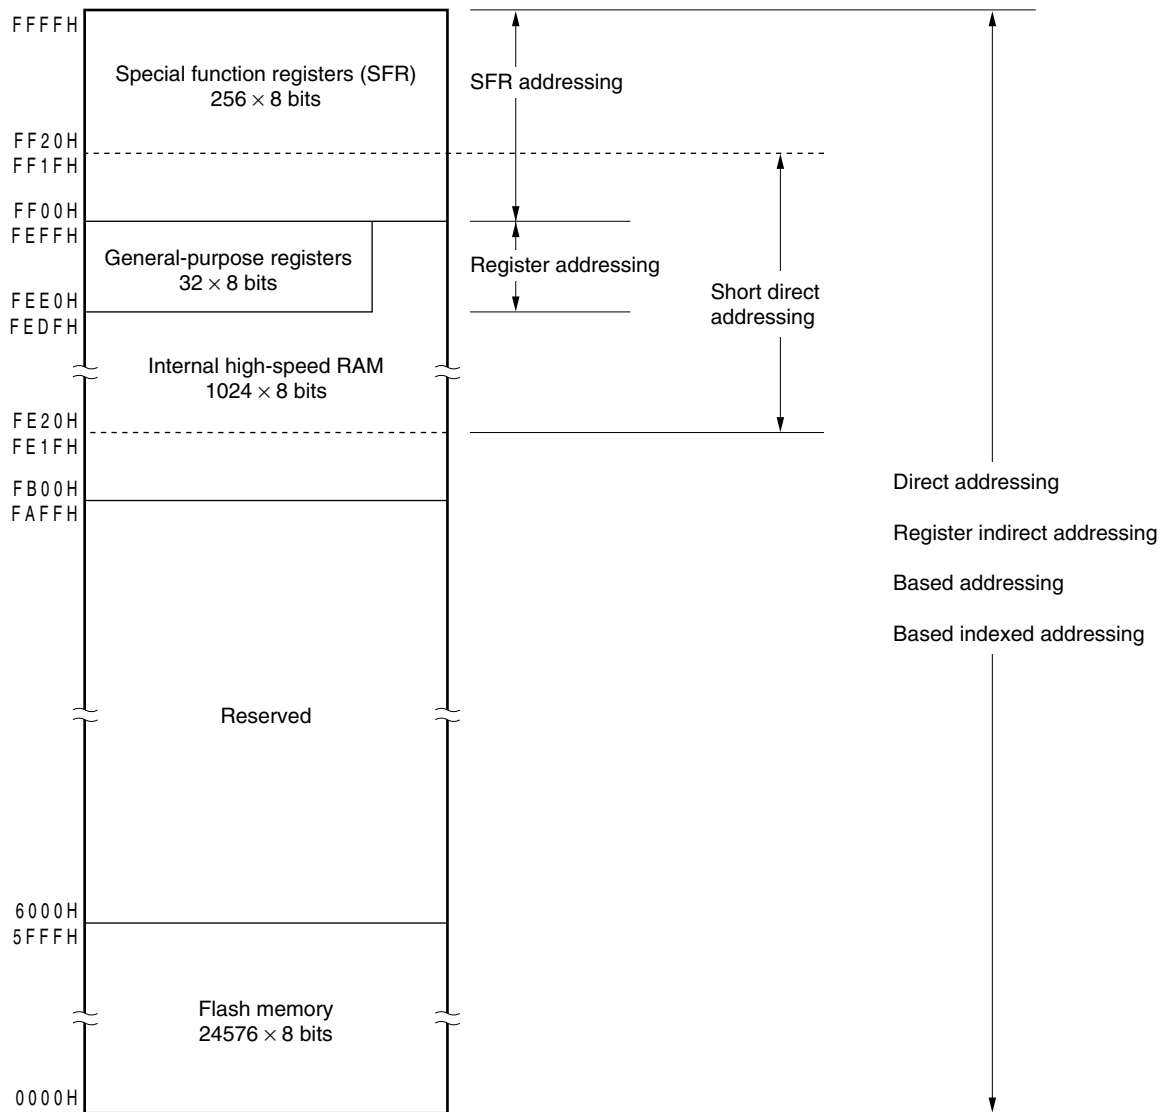 FFFFH
Special function registers (SFR)
256 × 8 bits
SFR addressing
FF20H
FF1FH
FF00H
FEFFH
General-purpose registers
32 × 8 bits
Register addressing
Short direct
addressing
FEE0H
FEDFH
Internal high-speed RAM
1024 × 8 bits
FE20H
FE1FH
FB00H
FAFFH
Direct addressing
Register indirect addressing
Based addressing
Based indexed addressing
Reserved
6000H
5FFFH
Flash memory
24576 × 8 bits
0000H